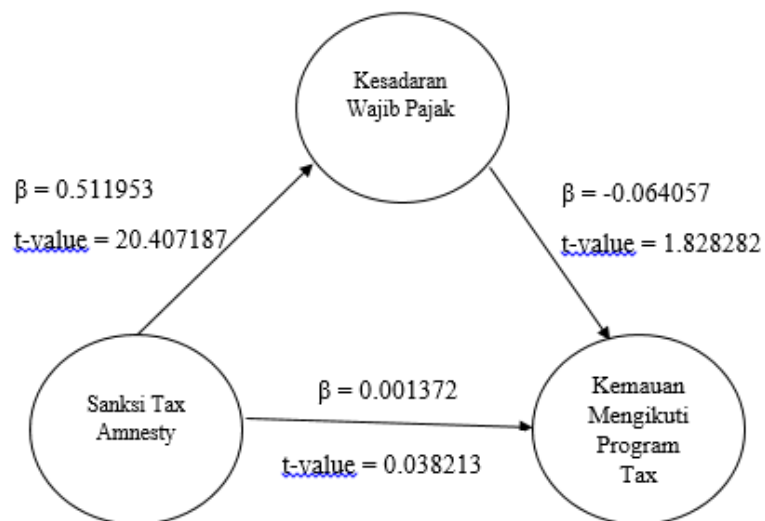 Kesadaran
Wajib Pajak
β = 0.511953
t-value = 20.407187
β = -0.064057
t-value = 1.828282
Sanksi Tax
Amnesty
β = 0.001372
t-value = 0.038213
Kemauan
Mengikuti
Program
Tax